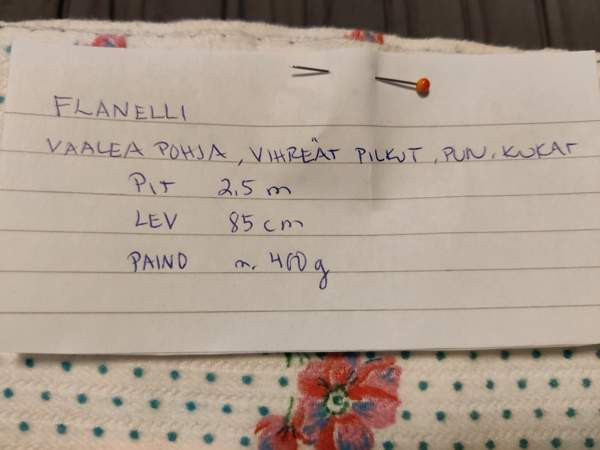 FLANELLI
VAALEA POHJA, VIHREÄT PILKUT, PUN. KUKAT
PIT 2,5 m
LEV 85 cm
PAINO n. 400 g